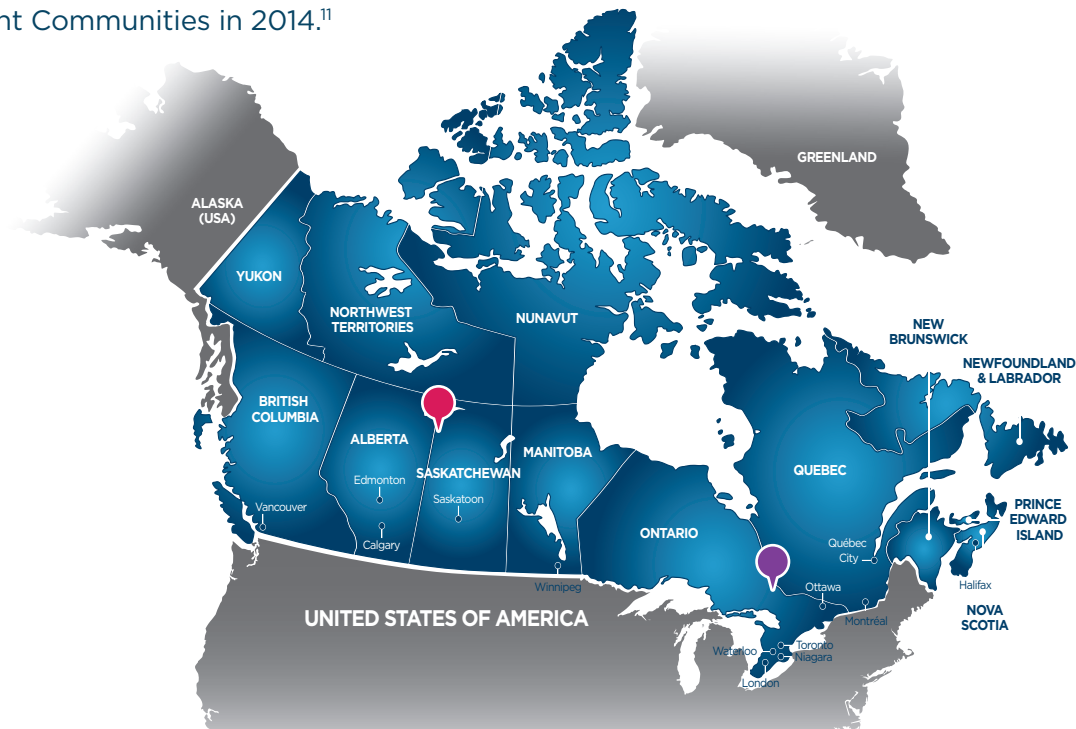 nt Communities in 2014.11
GREENLAND
ALASKA
(USA)
YUKON
NORTHWEST
TERRITORIES
NUNAVUT
NEW
BRUNSWICK
NEWFOUNDLAND
& LABRADOR
BRITISH
COLUMBIA
ALBERTA
Edmonton
Calgary
SASKATCHEWAN
Saskatoon
MANITOBA
QUEBEC
Vancouver
ONTARIO
PRINCE
EDWARD
ISLAND
Québec
City
Halifax
Winnipeg
Ottawa
Montréal
NOVA
SCOTIA
UNITED STATES OF AMERICA
Waterloo
Toronto
Niagara
London